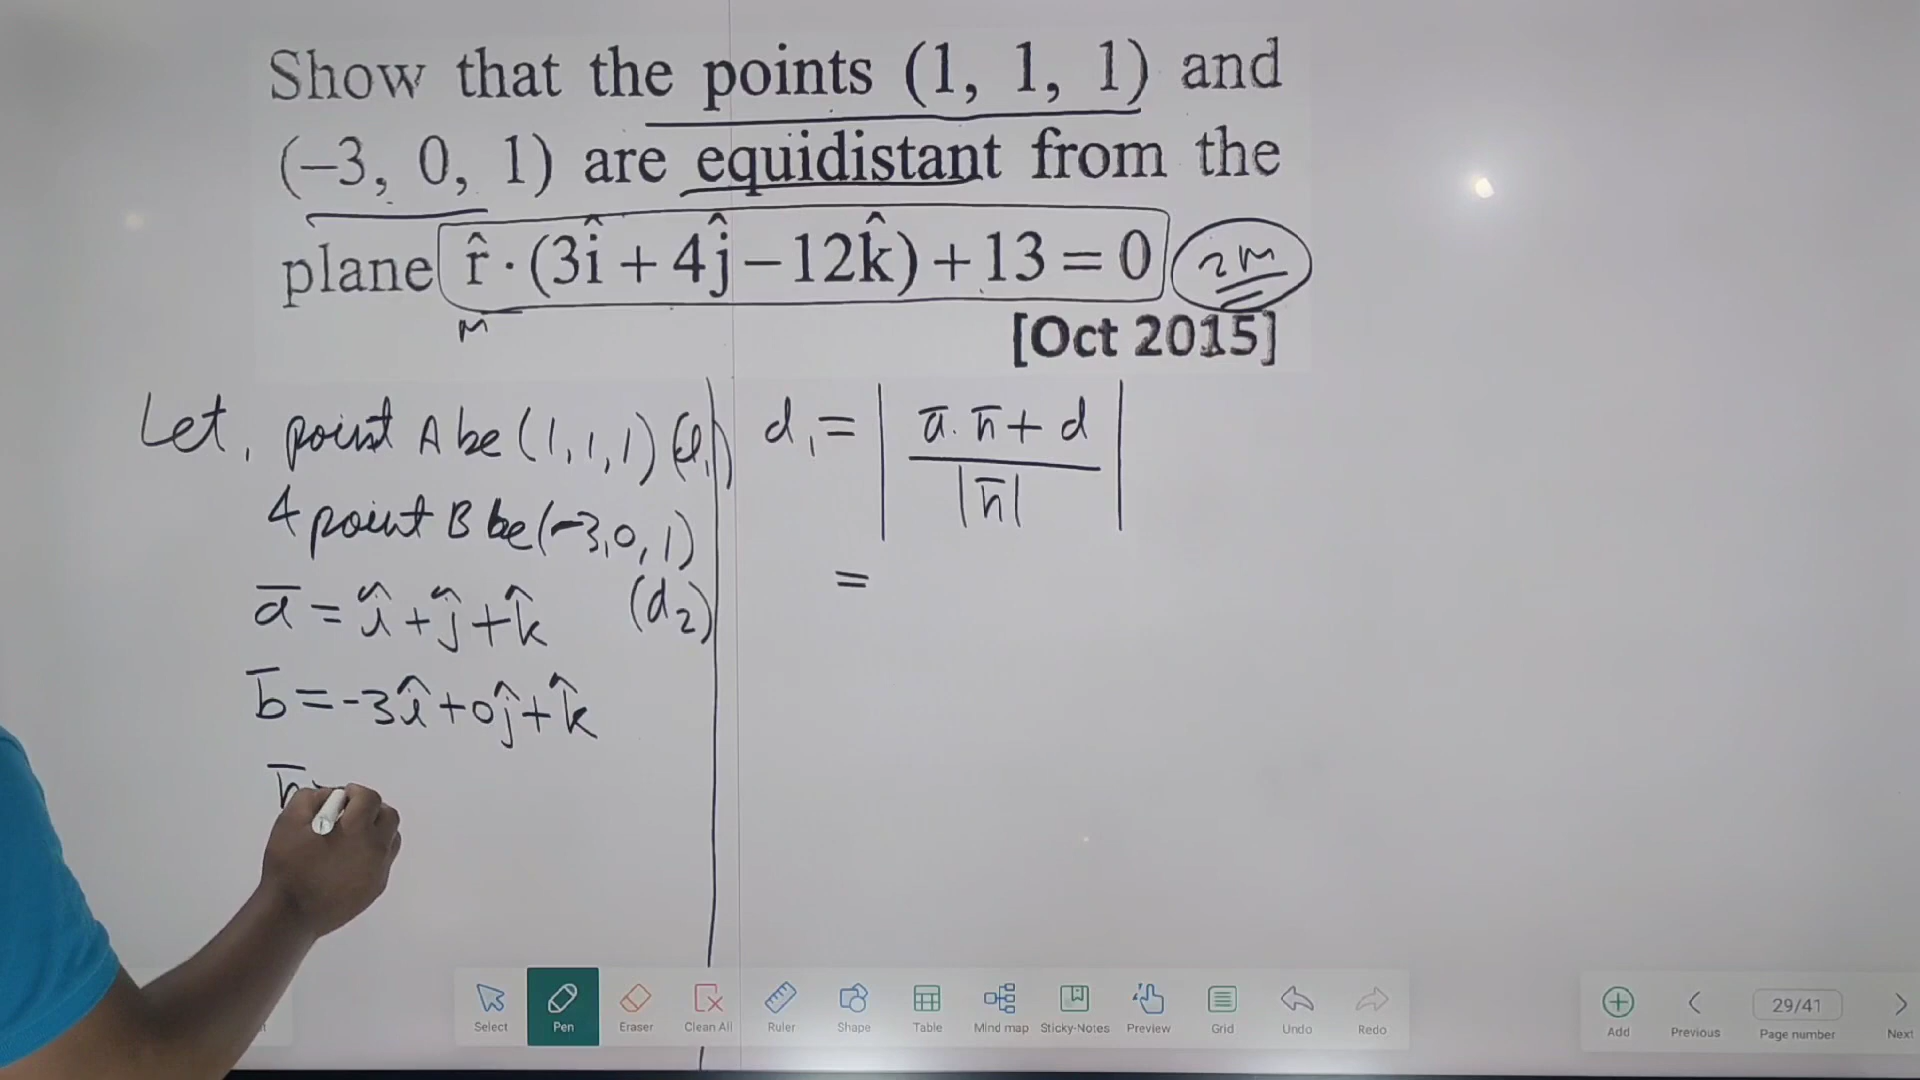 Show that the points (1, 1, 1) and
(–3, 0, 1) are equidistant from the
plane r̂ · (3î + 4ĵ – 12k̂) + 13 = 0 2M
[Oct 2015]
Let, point A be (1, 1, 1) (d₁)
& point B be (-3, 0, 1)
(d₂)
a̅ = î + ĵ + k̂
b̅ = -3î + 0ĵ + k̂
n̅ =
d₁ = | a̅ . n̅ + d / |n̅| |
=
Select Pen Eraser Clean All Ruler Shape Table Mind map Sticky-Notes Preview Grid Undo Redo
Add Previous 29/41 Page number Next